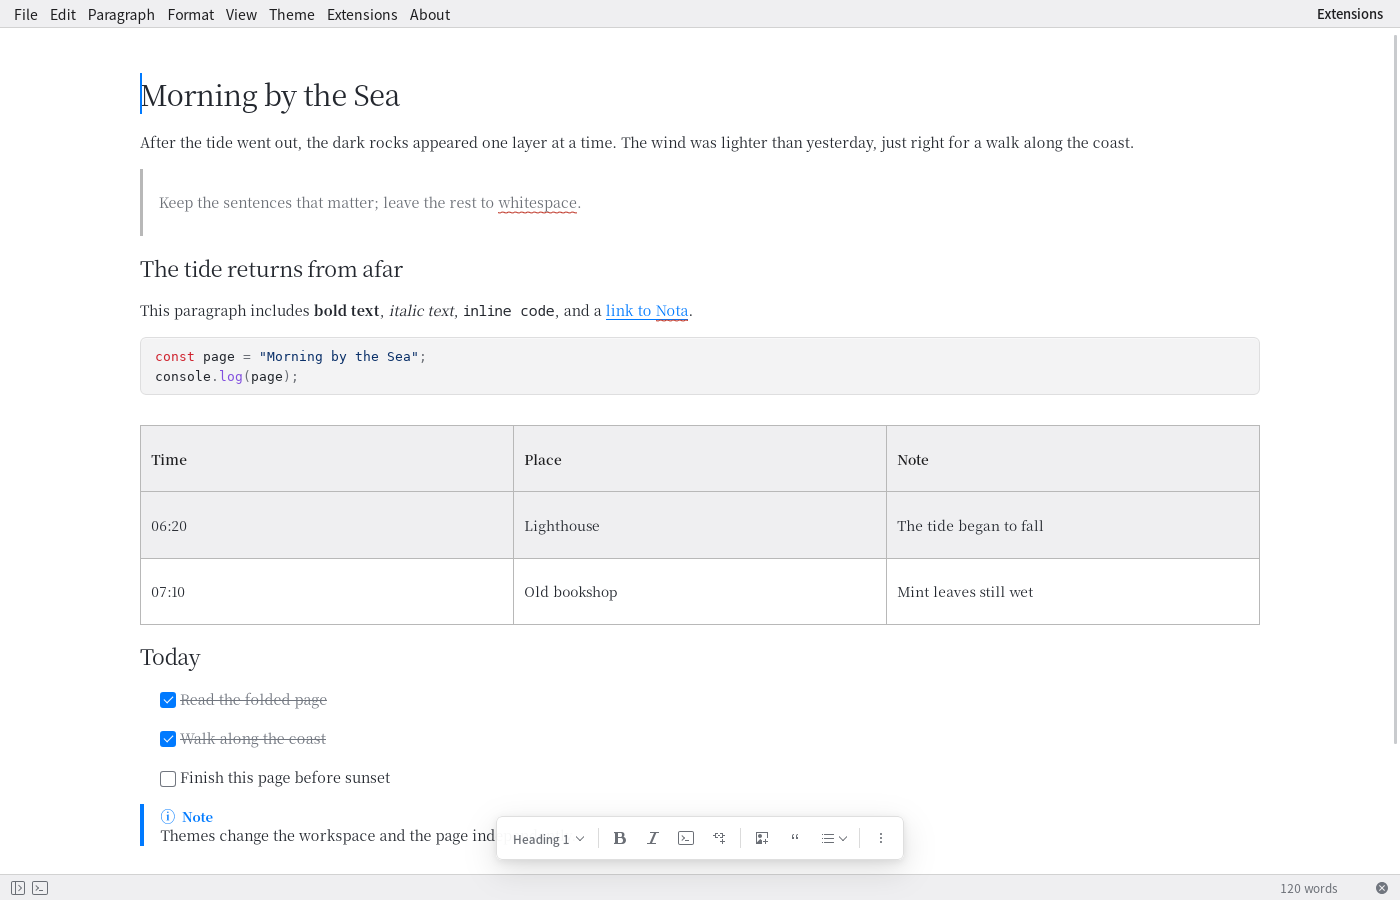 File Edit Paragraph Format View Theme Extensions About Extensions
Morning by the Sea
After the tide went out, the dark rocks appeared one layer at a time. The wind was lighter than yesterday, just right for a walk along the coast.
Keep the sentences that matter; leave the rest to whitespace.
The tide returns from afar
This paragraph includes bold text, italic text, inline code, and a link to Nota.
const page = "Morning by the Sea";
console.log(page);
Time Place Note
06:20 Lighthouse The tide began to fall
07:10 Old bookshop Mint leaves still wet
Today
Read the folded page
Walk along the coast
Finish this page before sunset
Note
Themes change the workspace and the page ind
Heading 1
120 words